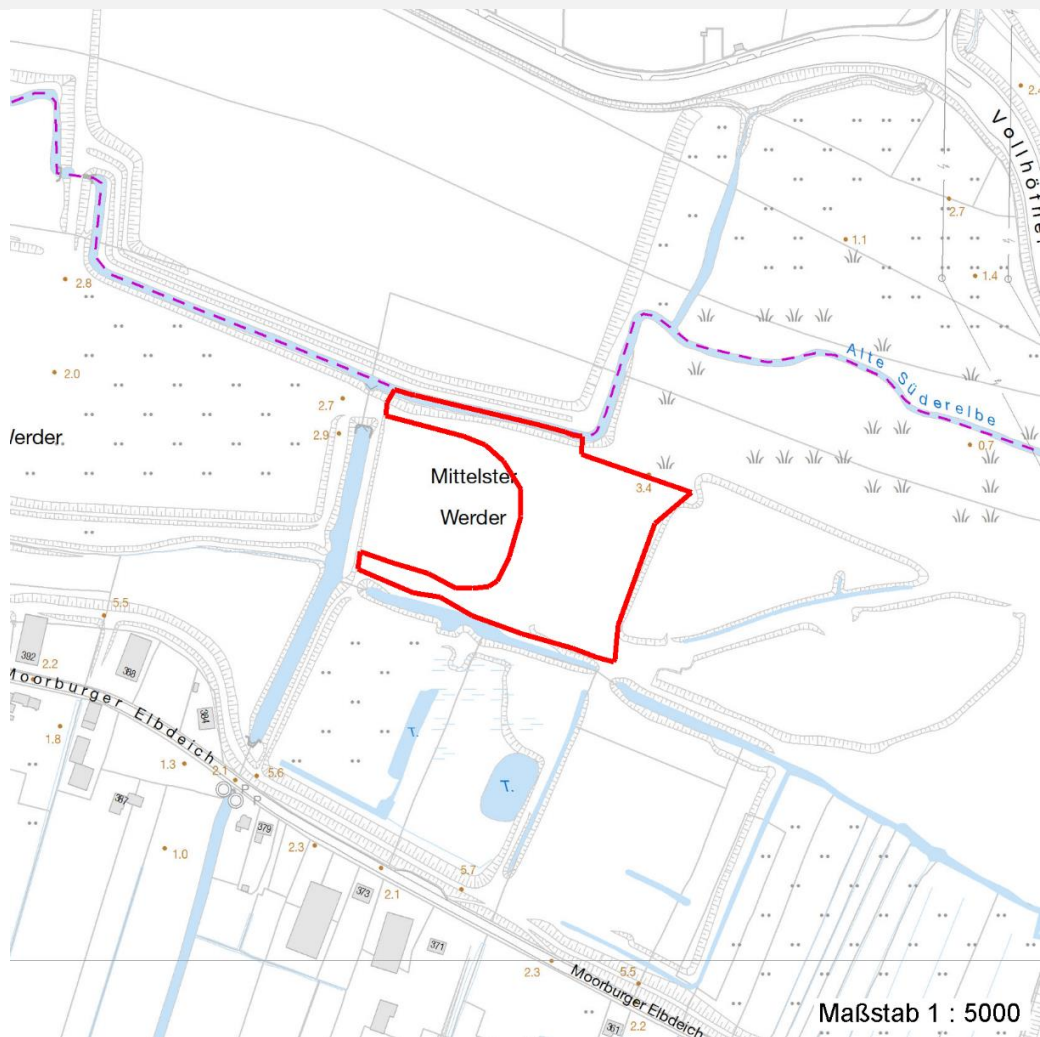 2.4
Vollhöfner
2.7
1.1
1.4
2.8
Alte Süderelbe
2.0
2.7
2.9
0.7
Werder
Mittelster
Werder
3.4
5.5
392
388
2.2
Moorburger Elbdeich
384
T.
1.8
1.3
2.1
5.6
P
P
T.
387
379
2.3
1.0
5.7
2.1
373
371
2.3
Moorburger Elbdeich
5.5
361
2.2
Maßstab 1 : 5000